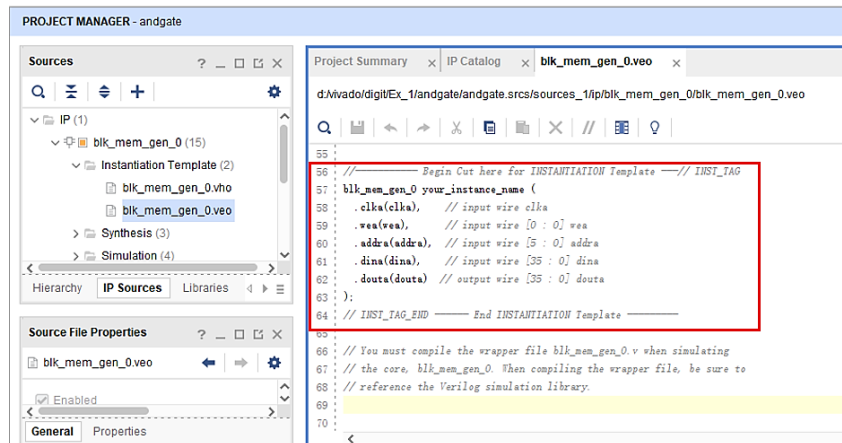 PROJECT MANAGER - andgate
Sources
? _ □
IP (1)
blk_mem_gen_0 (15)
Instantiation Template (2)
blk_mem_gen_0.vho
blk_mem_gen_0.veo
Synthesis (3)
Simulation (4)
Hierarchy IP Sources Libraries
Source File Properties
? _ □
blk_mem_gen_0.veo
Enabled
General Properties
Project Summary × IP Catalog × blk_mem_gen_0.veo ×
d:/vivado/digit/Ex_1/andgate/andgate.srcs/sources_1/ip/blk_mem_gen_0/blk_mem_gen_0.veo
55
56 //----------- Begin Cut here for INSTANTIATION Template ---// INST_TAG
57 blk_mem_gen_0 your_instance_name (
58 .clka(clka), // input wire clka
59 .wea(wea), // input wire [0 : 0] wea
60 .addra(addra), // input wire [5 : 0] addra
61 .dina(dina), // input wire [35 : 0] dina
62 .douta(douta) // output wire [35 : 0] douta
63 );
64 // INST_TAG_END ------ End INSTANTIATION Template ---------
65
66 // You must compile the wrapper file blk_mem_gen_0.v when simulating
67 // the core, blk_mem_gen_0. When compiling the wrapper file, be sure to
68 // reference the Verilog simulation library.
69
70